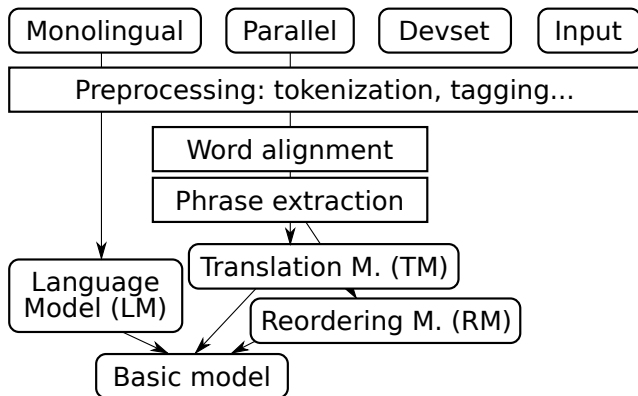 Monolingual
Parallel
Devset
Input
Preprocessing: tokenization, tagging...
Word alignment
Phrase extraction
Translation M. (TM)
Language
Model (LM)
Reordering M. (RM)
Basic model